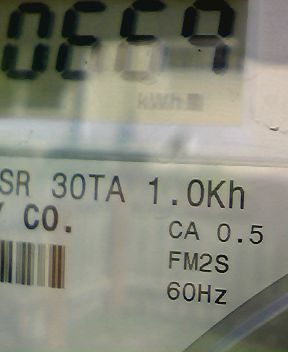 kWh
SR 30TA 1.0Kh
Y CO.
CA 0.5
FM2S
60Hz